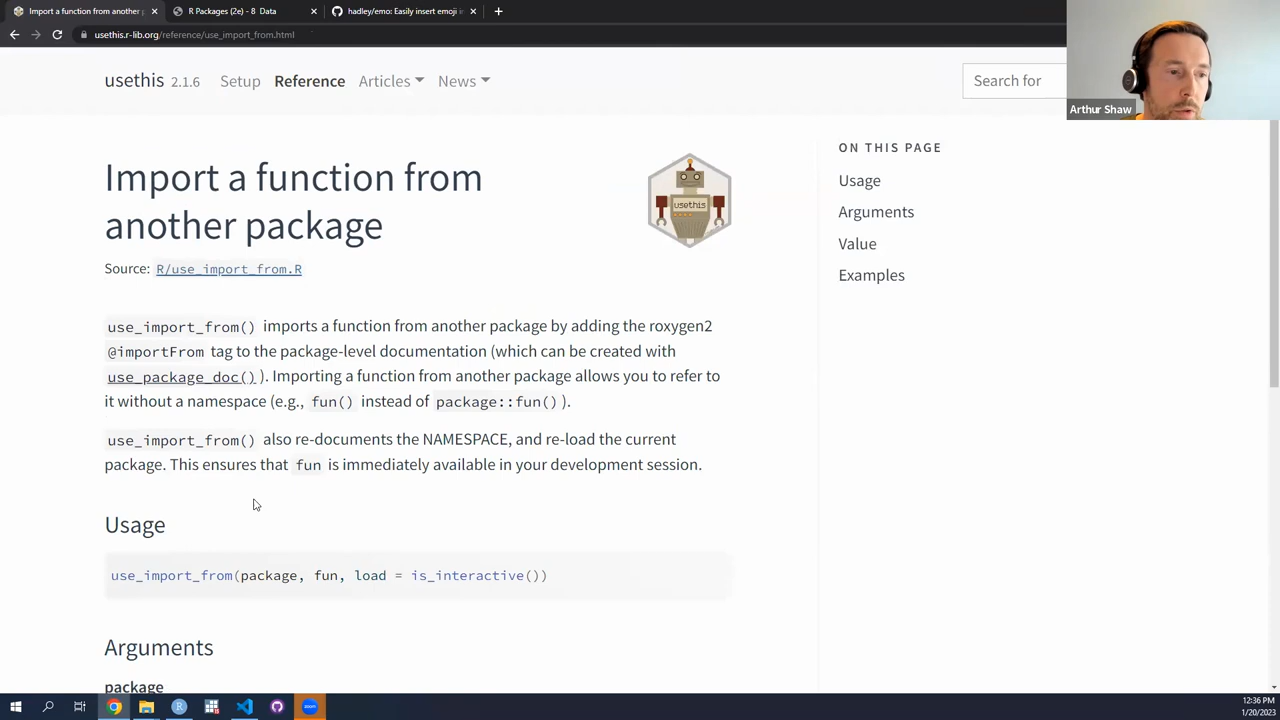 Import a function from another p
R Packages (2e) - 8 Data
hadley/emo: Easily insert emoji in
usethis.r-lib.org/reference/use_import_from.html
usethis 2.1.6 Setup Reference Articles News
Search for
Arthur Shaw
Import a function from
another package
usethis
Source: R/use_import_from.R
ON THIS PAGE
Usage
Arguments
Value
Examples
use_import_from() imports a function from another package by adding the roxygen2
@importFrom tag to the package-level documentation (which can be created with
use_package_doc() ). Importing a function from another package allows you to refer to
it without a namespace (e.g., fun() instead of package::fun() ).
use_import_from() also re-documents the NAMESPACE, and re-load the current
package. This ensures that fun is immediately available in your development session.
Usage
use_import_from(package, fun, load = is_interactive())
Arguments
package
zoom
12:36 PM
1/20/2023